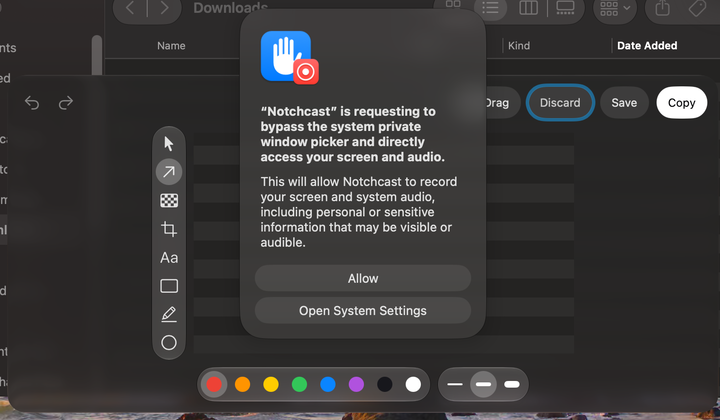 Downloads
Name
Kind
Date Added
Discard
Save
Copy
“Notchcast” is requesting to
bypass the system private
window picker and directly
access your screen and audio.
This will allow Notchcast to record
your screen and system audio,
including personal or sensitive
information that may be visible or
audible.
Allow
Open System Settings
Aa